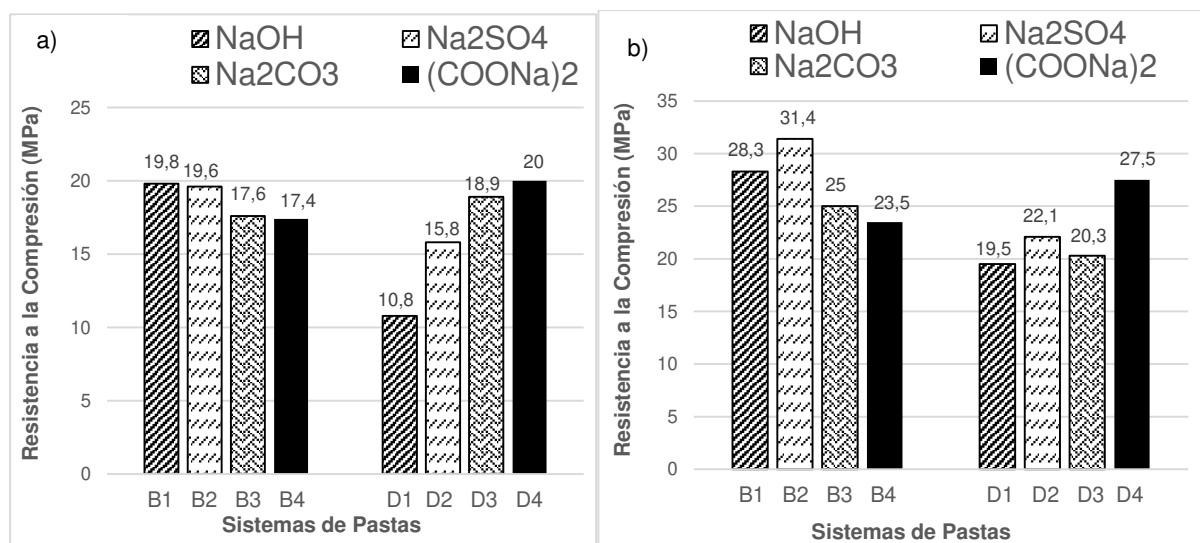 a)
NaOH Na2SO4
Na2CO3 (COONa)2
Resistencia a la Compresión (MPa)
25
20
15
10
5
0
19,8 19,6 17,6 17,4 10,8 15,8 18,9 20
B1 B2 B3 B4 D1 D2 D3 D4
Sistemas de Pastas
b)
NaOH Na2SO4
Na2CO3 (COONa)2
Resistencia a la Compresión (MPa)
35
30
25
20
15
10
5
0
28,3 31,4 25 23,5 19,5 22,1 20,3 27,5
B1 B2 B3 B4 D1 D2 D3 D4
Sistemas de Pastas